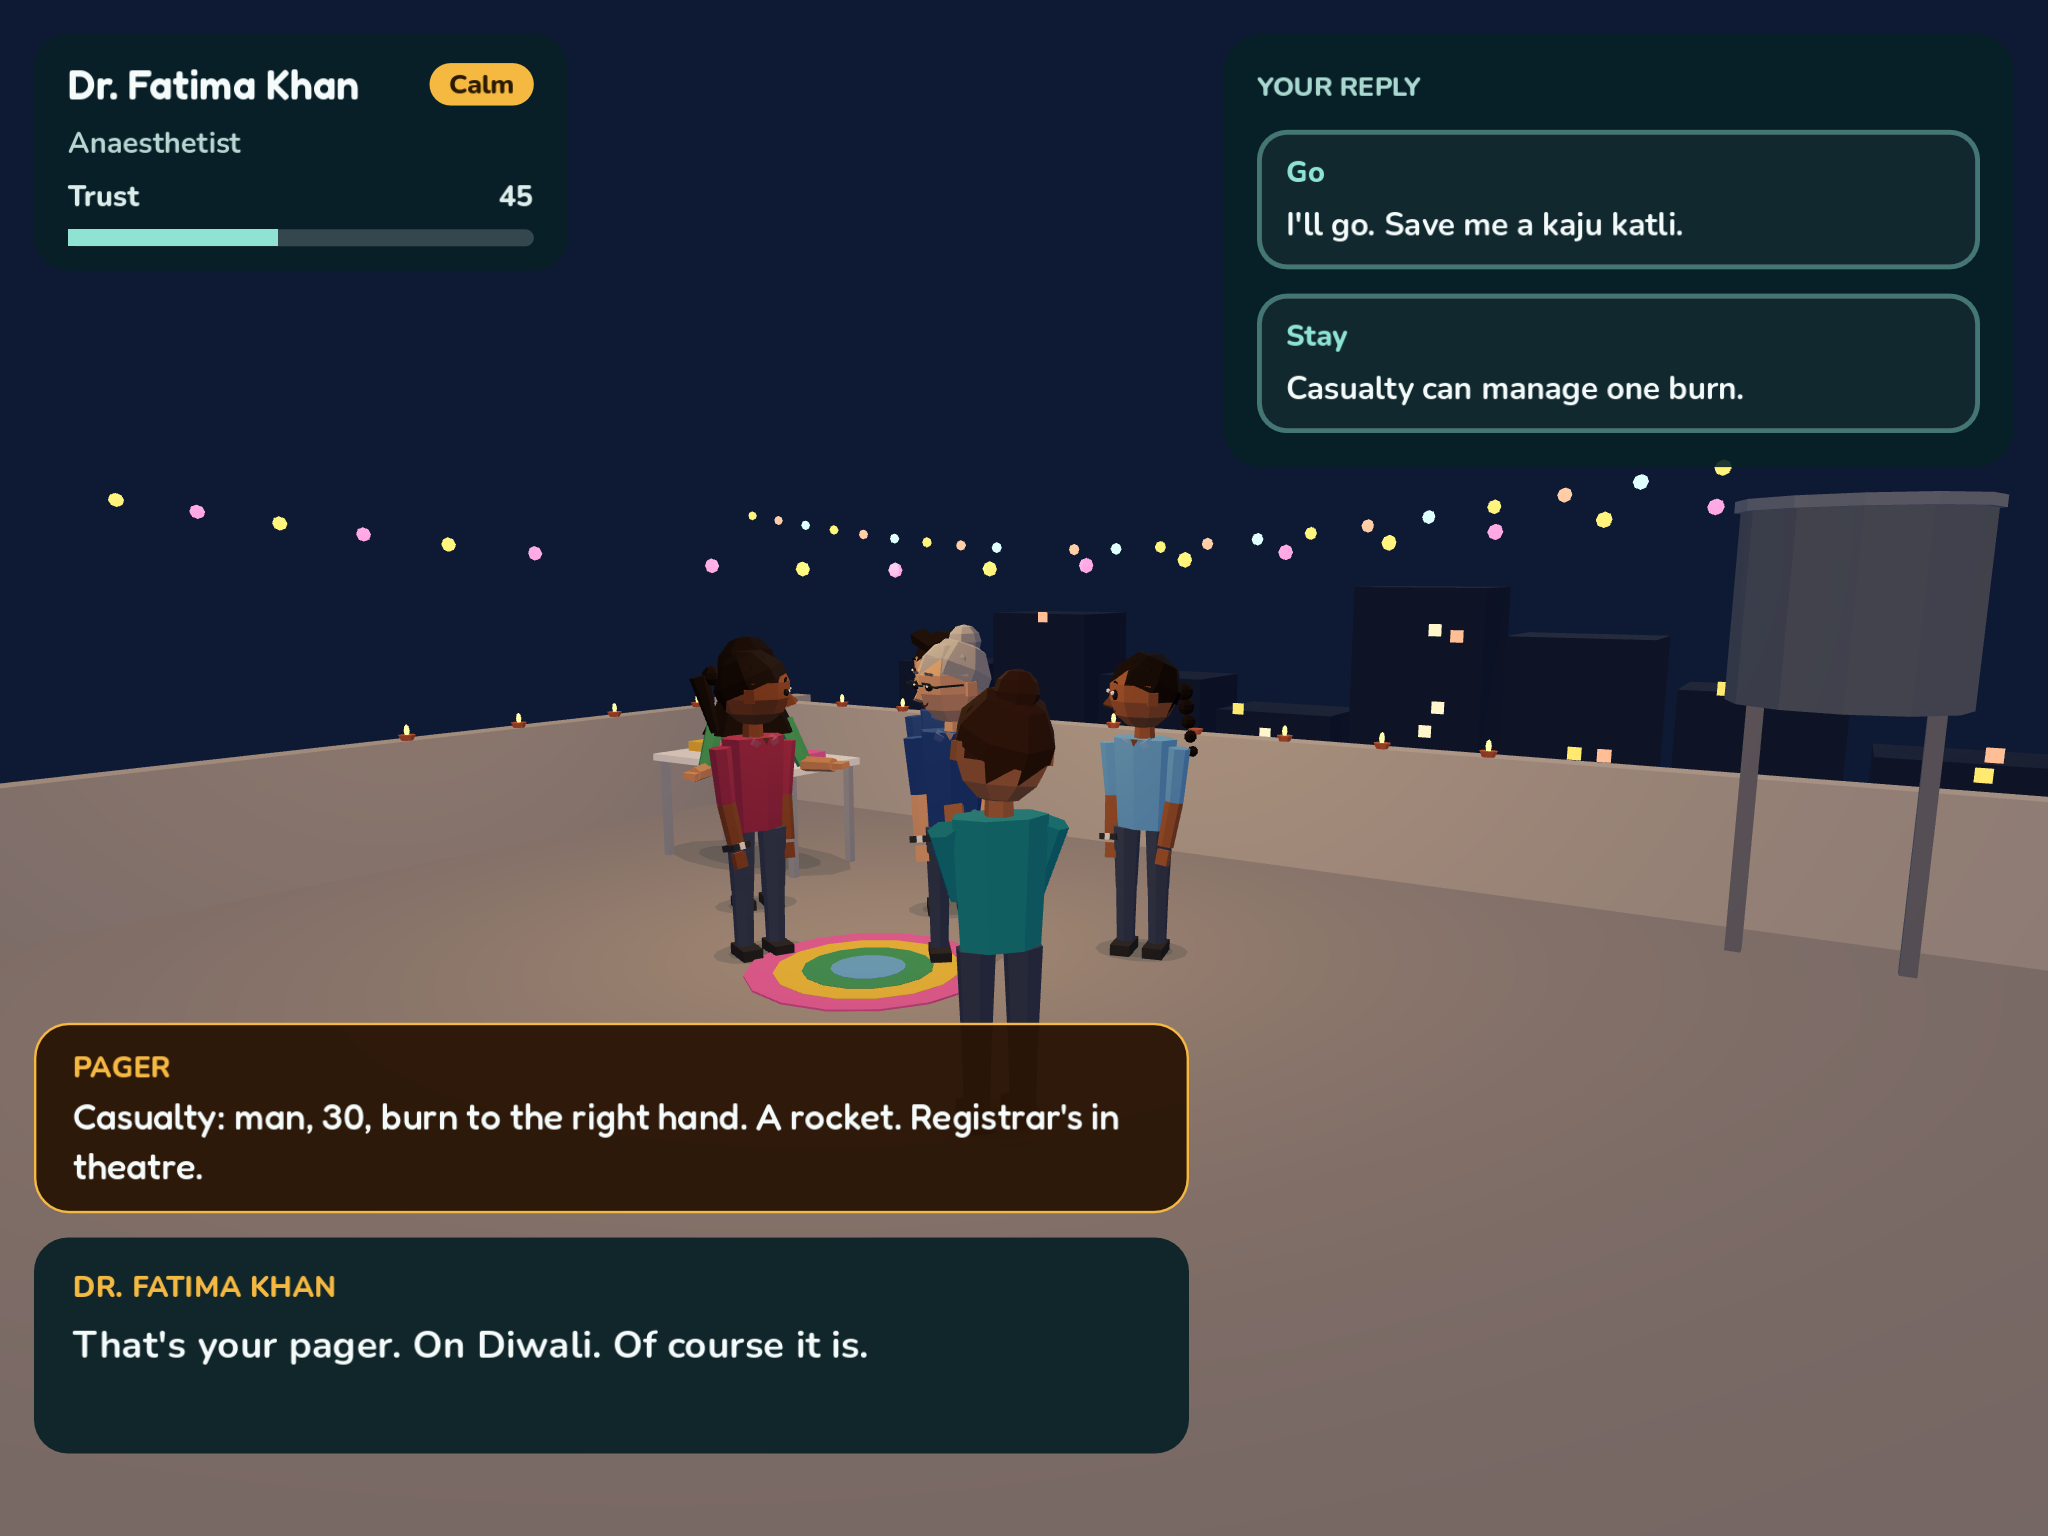 Dr. Fatima Khan
Calm
Anaesthetist
Trust
45
YOUR REPLY
Go
I'll go. Save me a kaju katli.
Stay
Casualty can manage one burn.
PAGER
Casualty: man, 30, burn to the right hand. A rocket. Registrar's in
theatre.
DR. FATIMA KHAN
That's your pager. On Diwali. Of course it is.